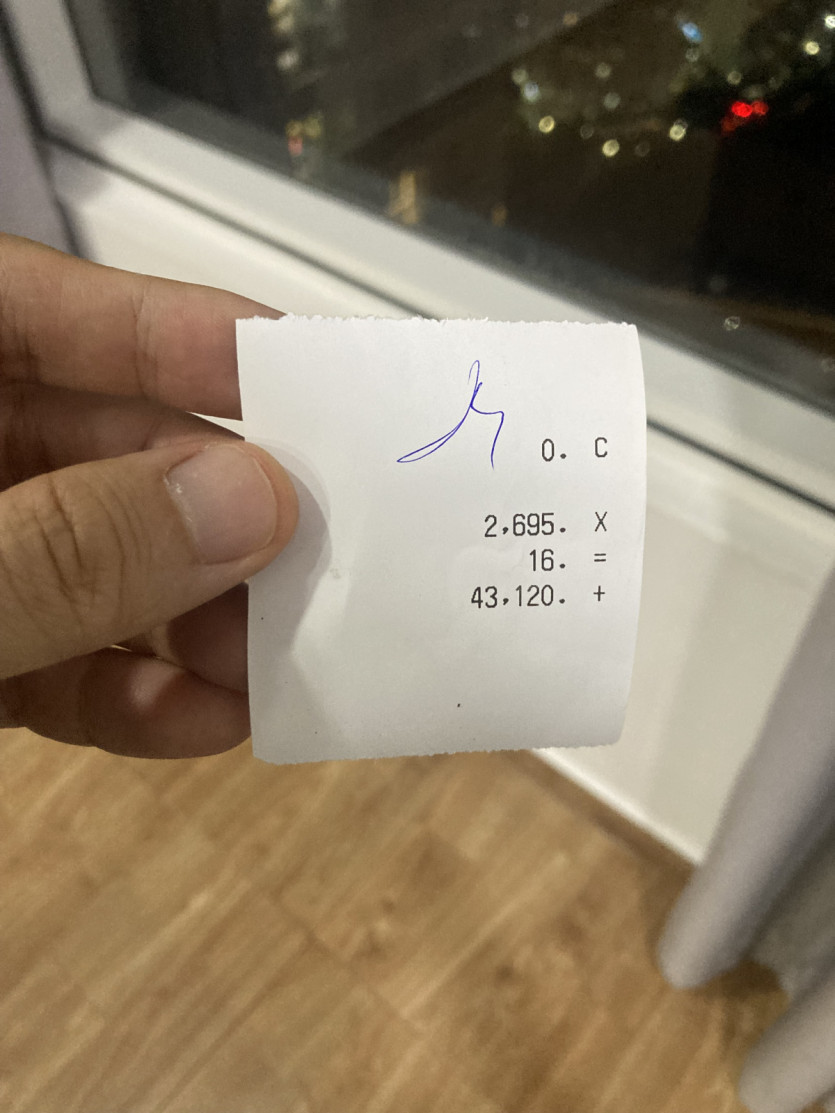 0. C
2,695. X
16. =
43,120. +